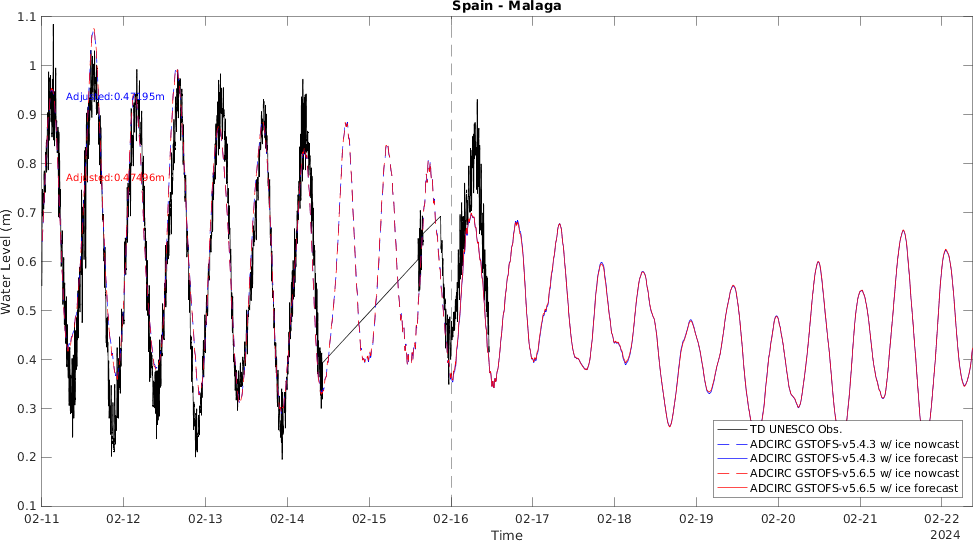 Spain - Malaga
1.1
1
0.9
0.8
0.7
0.6
0.5
0.4
0.3
0.2
0.1
Water Level (m)
Adjusted:0.47195m
Adjusted:0.47496m
TD UNESCO Obs.
ADCIRC GSTOFS-v5.4.3 w/ ice nowcast
ADCIRC GSTOFS-v5.4.3 w/ ice forecast
ADCIRC GSTOFS-v5.6.5 w/ ice nowcast
ADCIRC GSTOFS-v5.6.5 w/ ice forecast
02-11 02-12 02-13 02-14 02-15 02-16 02-17 02-18 02-19 02-20 02-21 02-22
Time
2024